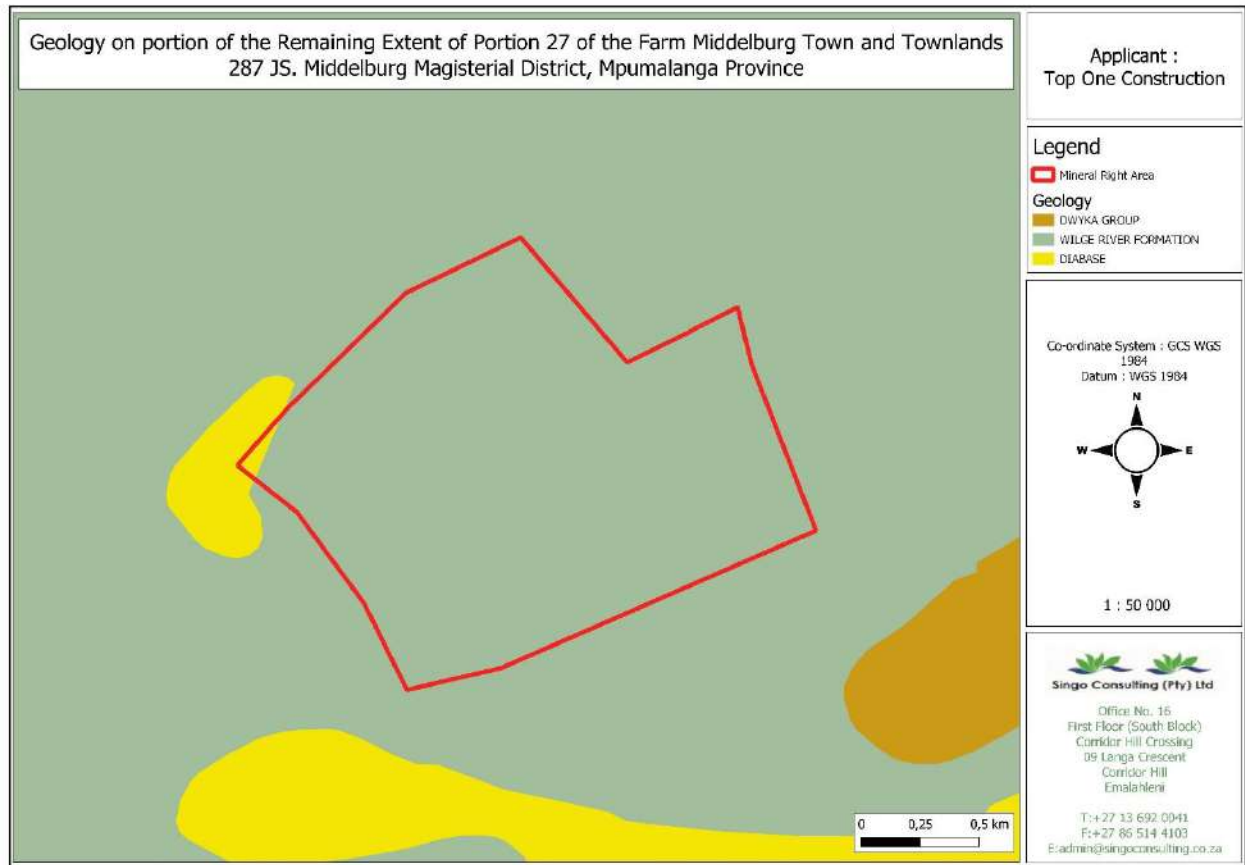 Geology on portion of the Remaining Extent of Portion 27 of the Farm Middelburg Town and Townlands
287 JS. Middelburg Magisterial District, Mpumalanga Province
Applicant :
Top One Construction
Legend
Mineral Right Area
Geology
DWYKA GROUP
WILGE RIVER FORMATION
DIABASE
Co-ordinate System : GCS WGS
1984
Datum : WGS 1984
N
W
E
S
1 : 50 000
Singo Consulting (Pty) Ltd
Office No. 16
First Floor (South Block)
Corridor Hill Crossing
09 Langa Crescent
Corridor Hill
Emalahleni
T:+27 13 692 0041
F:+27 86 514 4103
E:admin@singoconsulting.co.za
0 0,25 0,5 km